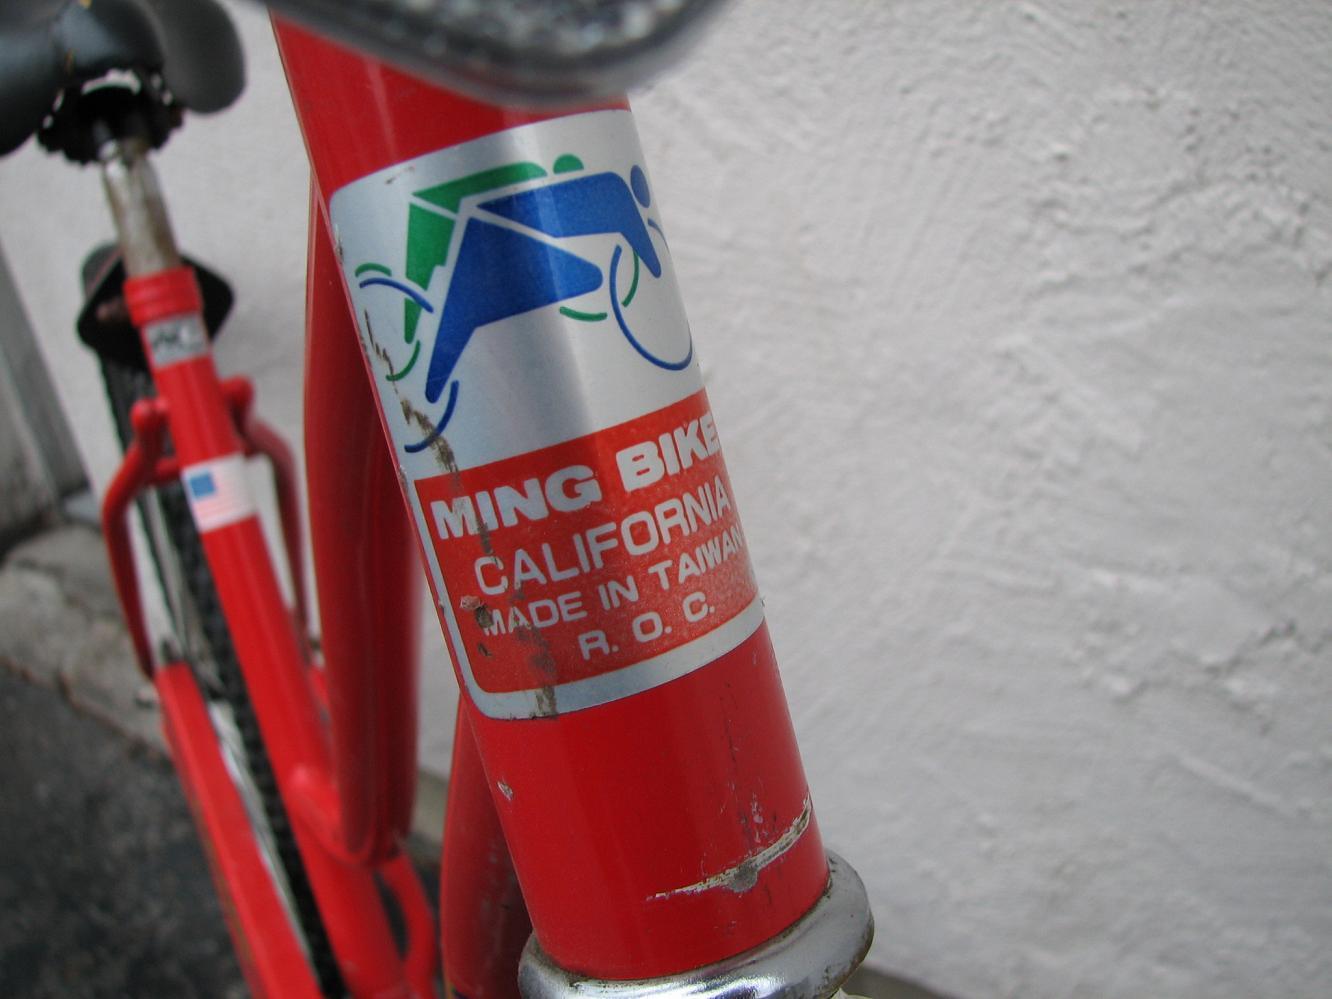 MING BIKE
CALIFORNIA
MADE IN TAIWAN
R. O. C.